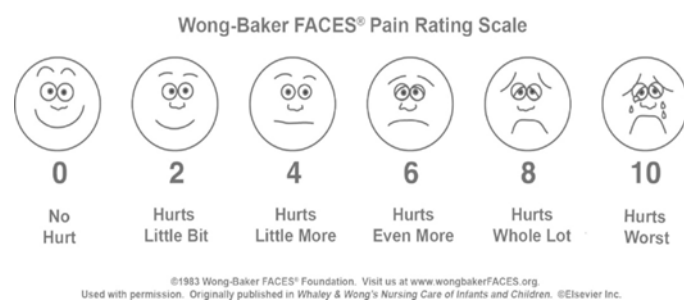 Wong-Baker FACES® Pain Rating Scale
0 2 4 6 8 10
No Hurts Hurts Hurts Hurts Hurts
Hurt Little Bit Little More Even More Whole Lot Worst
©1983 Wong-Baker FACES® Foundation. Visit us at www.wongbakerFACES.org.
Used with permission. Originally published in Whaley & Wong's Nursing Care of Infants and Children. ©Elsevier Inc.